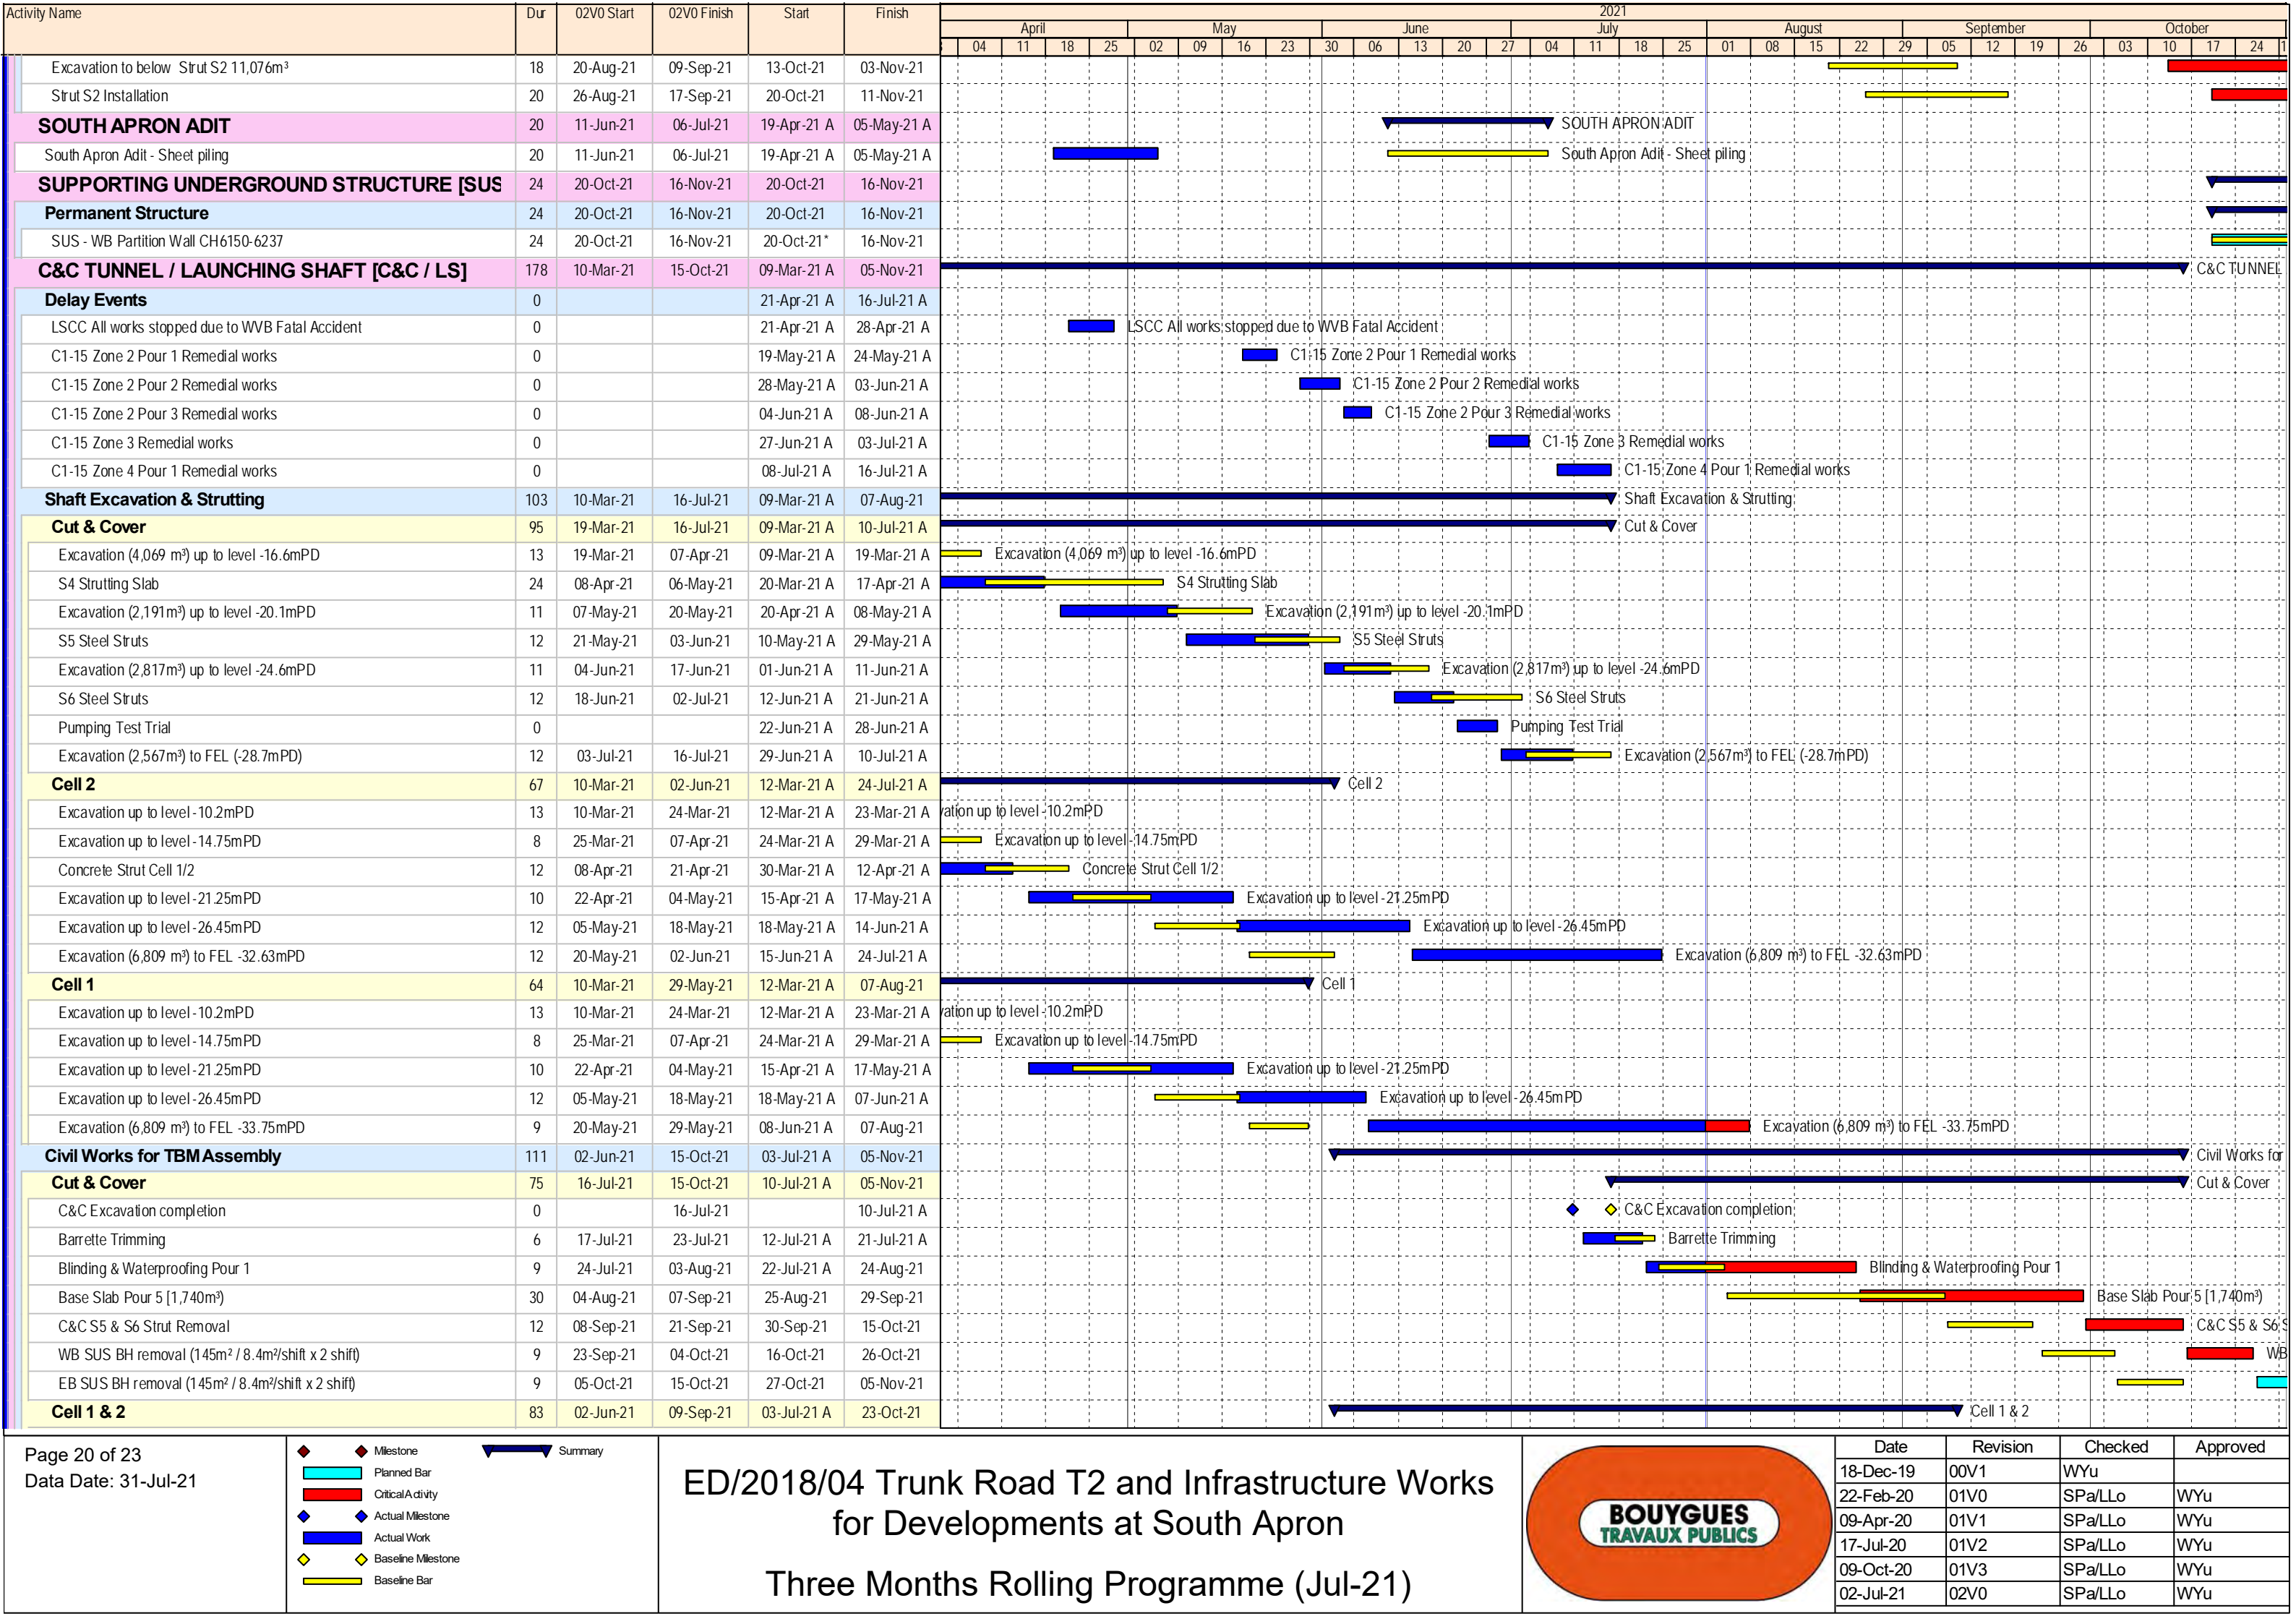 Activity Name Dur 02V0 Start 02V0 Finish Start Finish 2021
April May June July August September October
04 11 18 25 02 09 16 23 30 06 13 20 27 04 11 18 25 01 08 15 22 29 05 12 19 26 03 10 17 24
Excavation to below Strut S2 11,076m³ 18 20-Aug-21 09-Sep-21 13-Oct-21 03-Nov-21
Strut S2 Installation 20 26-Aug-21 17-Sep-21 20-Oct-21 11-Nov-21
SOUTH APRON ADIT 20 11-Jun-21 06-Jul-21 19-Apr-21 A 05-May-21 A SOUTH APRON ADIT
South Apron Adit - Sheet piling 20 11-Jun-21 06-Jul-21 19-Apr-21 A 05-May-21 A South Apron Adit - Sheet piling
SUPPORTING UNDERGROUND STRUCTURE [SUS 24 20-Oct-21 16-Nov-21 20-Oct-21 16-Nov-21
Permanent Structure 24 20-Oct-21 16-Nov-21 20-Oct-21 16-Nov-21
SUS - WB Partition Wall CH6150-6237 24 20-Oct-21 16-Nov-21 20-Oct-21* 16-Nov-21
C&C TUNNEL / LAUNCHING SHAFT [C&C / LS] 178 10-Mar-21 15-Oct-21 09-Mar-21 A 05-Nov-21 C&C TUNNEL
Delay Events 0 21-Apr-21 A 16-Jul-21 A
LSCC All works stopped due to WVB Fatal Accident 0 21-Apr-21 A 28-Apr-21 A LSCC All works stopped due to WVB Fatal Accident
C1-15 Zone 2 Pour 1 Remedial works 0 19-May-21 A 24-May-21 A C1-15 Zone 2 Pour 1 Remedial works
C1-15 Zone 2 Pour 2 Remedial works 0 28-May-21 A 03-Jun-21 A C1-15 Zone 2 Pour 2 Remedial works
C1-15 Zone 2 Pour 3 Remedial works 0 04-Jun-21 A 08-Jun-21 A C1-15 Zone 2 Pour 3 Remedial works
C1-15 Zone 3 Remedial works 0 27-Jun-21 A 03-Jul-21 A C1-15 Zone 3 Remedial works
C1-15 Zone 4 Pour 1 Remedial works 0 08-Jul-21 A 16-Jul-21 A C1-15 Zone 4 Pour 1 Remedial works
Shaft Excavation & Strutting 103 10-Mar-21 16-Jul-21 09-Mar-21 A 07-Aug-21 Shaft Excavation & Strutting
Cut & Cover 95 19-Mar-21 16-Jul-21 09-Mar-21 A 10-Jul-21 A Cut & Cover
Excavation (4,069 m³) up to level -16.6mPD 13 19-Mar-21 07-Apr-21 09-Mar-21 A 19-Mar-21 A Excavation (4,069 m³) up to level -16.6mPD
S4 Strutting Slab 24 08-Apr-21 06-May-21 20-Mar-21 A 17-Apr-21 A S4 Strutting Slab
Excavation (2,191m³) up to level -20.1mPD 11 07-May-21 20-May-21 20-Apr-21 A 08-May-21 A Excavation (2,191m³) up to level -20.1mPD
S5 Steel Struts 12 21-May-21 03-Jun-21 10-May-21 A 29-May-21 A S5 Steel Struts
Excavation (2,817m³) up to level -24.6mPD 11 04-Jun-21 17-Jun-21 01-Jun-21 A 11-Jun-21 A Excavation (2,817m³) up to level -24.6mPD
S6 Steel Struts 12 18-Jun-21 02-Jul-21 12-Jun-21 A 21-Jun-21 A S6 Steel Struts
Pumping Test Trial 0 22-Jun-21 A 28-Jun-21 A Pumping Test Trial
Excavation (2,567m³) to FEL (-28.7mPD) 12 03-Jul-21 16-Jul-21 29-Jun-21 A 10-Jul-21 A Excavation (2,567m³) to FEL (-28.7mPD)
Cell 2 67 10-Mar-21 02-Jun-21 12-Mar-21 A 24-Jul-21 A Cell 2
Excavation up to level -10.2mPD 13 10-Mar-21 24-Mar-21 12-Mar-21 A 23-Mar-21 A vation up to level -10.2mPD
Excavation up to level -14.75mPD 8 25-Mar-21 07-Apr-21 24-Mar-21 A 29-Mar-21 A Excavation up to level -14.75mPD
Concrete Strut Cell 1/2 12 08-Apr-21 21-Apr-21 30-Mar-21 A 12-Apr-21 A Concrete Strut Cell 1/2
Excavation up to level -21.25mPD 10 22-Apr-21 04-May-21 15-Apr-21 A 17-May-21 A Excavation up to level -21.25mPD
Excavation up to level -26.45mPD 12 05-May-21 18-May-21 18-May-21 A 14-Jun-21 A Excavation up to level -26.45mPD
Excavation (6,809 m³) to FEL -32.63mPD 12 20-May-21 02-Jun-21 15-Jun-21 A 24-Jul-21 A Excavation (6,809 m³) to FEL -32.63mPD
Cell 1 64 10-Mar-21 29-May-21 12-Mar-21 A 07-Aug-21 Cell 1
Excavation up to level -10.2mPD 13 10-Mar-21 24-Mar-21 12-Mar-21 A 23-Mar-21 A vation up to level -10.2mPD
Excavation up to level -14.75mPD 8 25-Mar-21 07-Apr-21 24-Mar-21 A 29-Mar-21 A Excavation up to level -14.75mPD
Excavation up to level -21.25mPD 10 22-Apr-21 04-May-21 15-Apr-21 A 17-May-21 A Excavation up to level -21.25mPD
Excavation up to level -26.45mPD 12 05-May-21 18-May-21 18-May-21 A 07-Jun-21 A Excavation up to level -26.45mPD
Excavation (6,809 m³) to FEL -33.75mPD 9 20-May-21 29-May-21 08-Jun-21 A 07-Aug-21 Excavation (6,809 m³) to FEL -33.75mPD
Civil Works for TBM Assembly 111 02-Jun-21 15-Oct-21 03-Jul-21 A 05-Nov-21 Civil Works for
Cut & Cover 75 16-Jul-21 15-Oct-21 10-Jul-21 A 05-Nov-21 Cut & Cover
C&C Excavation completion 0 16-Jul-21 10-Jul-21 A C&C Excavation completion
Barrette Trimming 6 17-Jul-21 23-Jul-21 12-Jul-21 A 21-Jul-21 A Barrette Trimming
Blinding & Waterproofing Pour 1 9 24-Jul-21 03-Aug-21 22-Jul-21 A 24-Aug-21 Blinding & Waterproofing Pour 1
Base Slab Pour 5 [1,740m³) 30 04-Aug-21 07-Sep-21 25-Aug-21 29-Sep-21 Base Slab Pour 5 [1,740m³)
C&C S5 & S6 Strut Removal 12 08-Sep-21 21-Sep-21 30-Sep-21 15-Oct-21 C&C S5 & S6 S
WB SUS BH removal (145m² / 8.4m²/shift x 2 shift) 9 23-Sep-21 04-Oct-21 16-Oct-21 26-Oct-21 WB
EB SUS BH removal (145m² / 8.4m²/shift x 2 shift) 9 05-Oct-21 15-Oct-21 27-Oct-21 05-Nov-21
Cell 1 & 2 83 02-Jun-21 09-Sep-21 03-Jul-21 A 23-Oct-21 Cell 1 & 2
Page 20 of 23
Data Date: 31-Jul-21
Milestone Summary
Planned Bar
Critical Activity
Actual Milestone
Actual Work
Baseline Milestone
Baseline Bar
ED/2018/04 Trunk Road T2 and Infrastructure Works
for Developments at South Apron
Three Months Rolling Programme (Jul-21)
BOUYGUES
TRAVAUX PUBLICS
Date Revision Checked Approved
18-Dec-19 00V1 WYu
22-Feb-20 01V0 SPa/LLo WYu
09-Apr-20 01V1 SPa/LLo WYu
17-Jul-20 01V2 SPa/LLo WYu
09-Oct-20 01V3 SPa/LLo WYu
02-Jul-21 02V0 SPa/LLo WYu